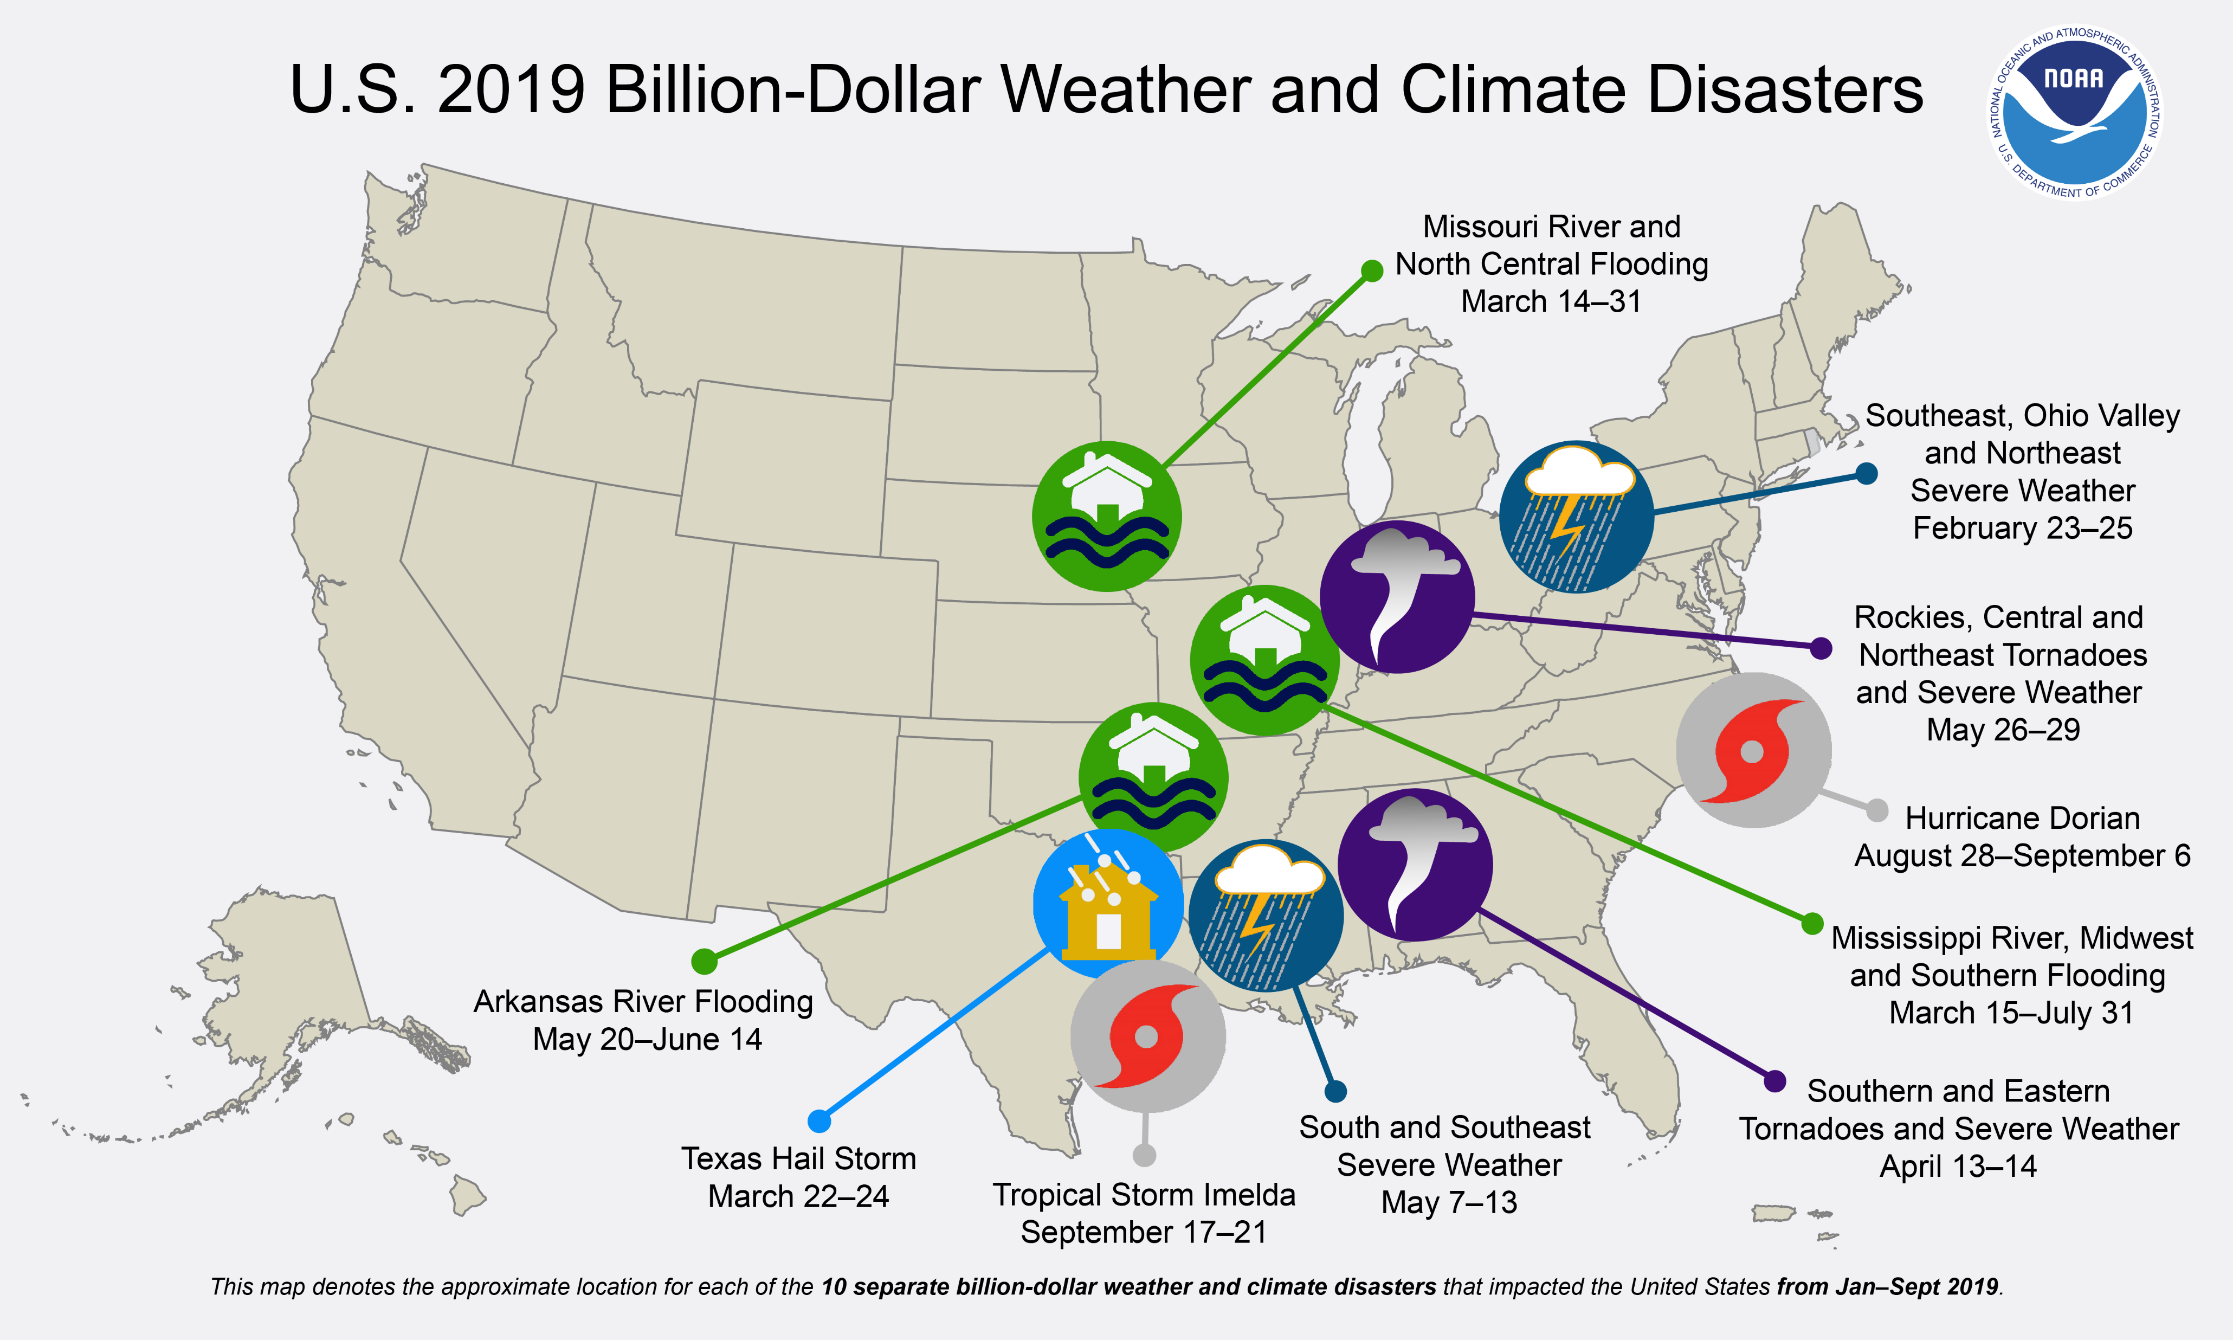 U.S. 2019 Billion-Dollar Weather and Climate Disasters
NATIONAL OCEANIC AND ATMOSPHERIC ADMINISTRATION
NOAA
U.S. DEPARTMENT OF COMMERCE
Missouri River and
North Central Flooding
March 14–31
Southeast, Ohio Valley
and Northeast
Severe Weather
February 23–25
Rockies, Central and
Northeast Tornadoes
and Severe Weather
May 26–29
Hurricane Dorian
August 28–September 6
Mississippi River, Midwest
and Southern Flooding
March 15–July 31
Arkansas River Flooding
May 20–June 14
Southern and Eastern
Tornadoes and Severe Weather
April 13–14
South and Southeast
Severe Weather
May 7–13
Texas Hail Storm
March 22–24
Tropical Storm Imelda
September 17–21
This map denotes the approximate location for each of the 10 separate billion-dollar weather and climate disasters that impacted the United States from Jan–Sept 2019.